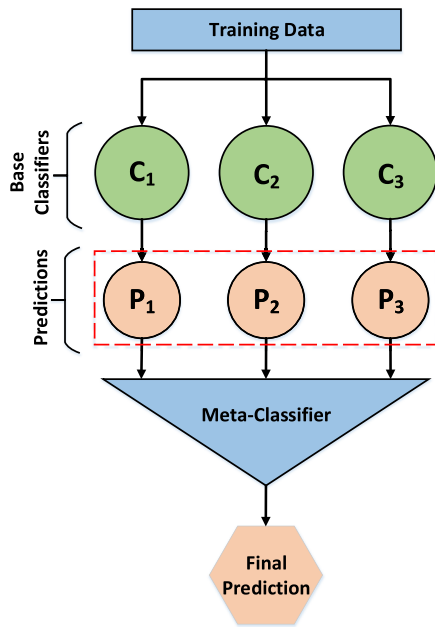 Training Data
Base
Classifiers
C₁ C₂ C₃
Predictions
P₁ P₂ P₃
Meta-Classifier
Final
Prediction